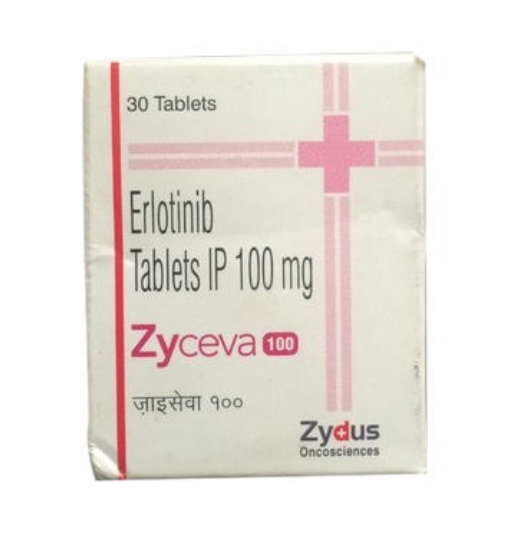 30 Tablets
Erlotinib
Tablets IP 100 mg
Zyceva 100
ज़ाइसेवा १००
Zydus
Oncosciences